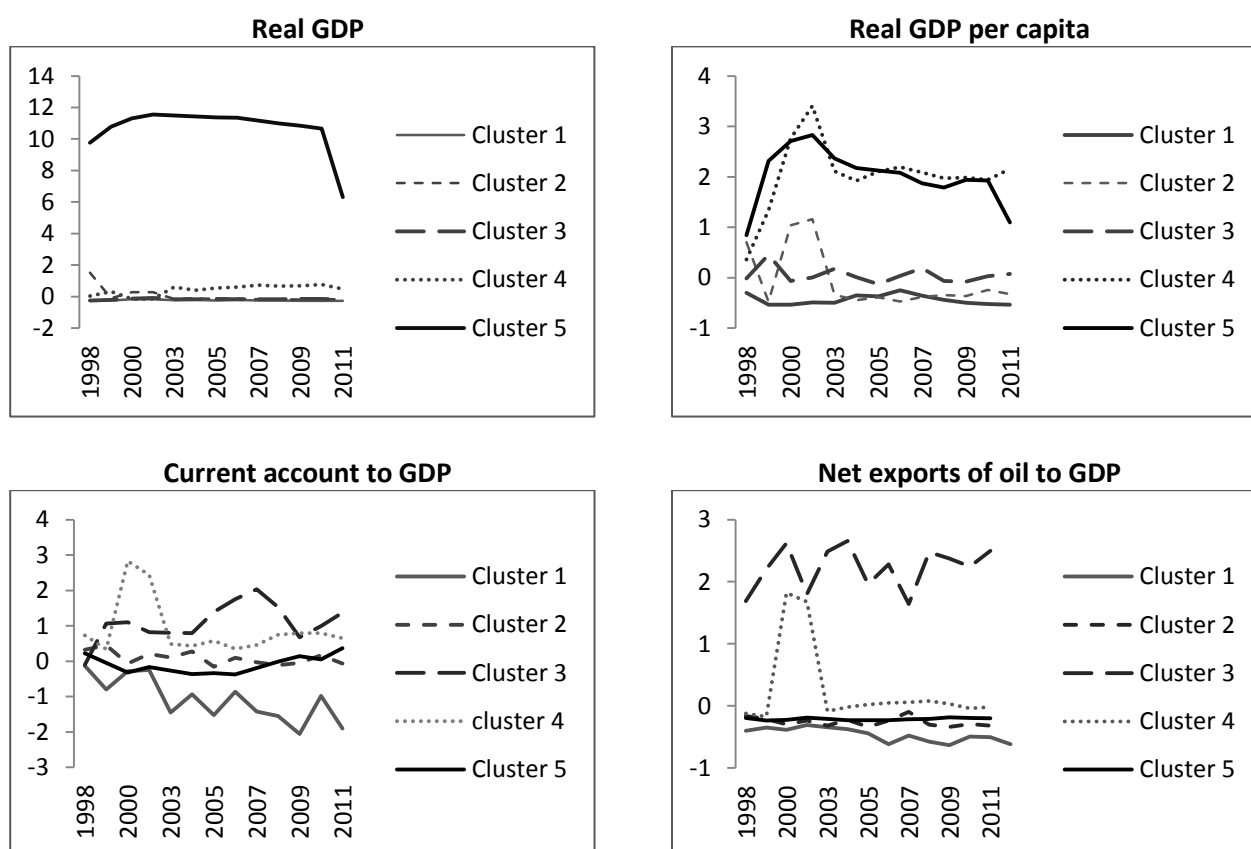 Real GDP
14
12
10
8
6
4
2
0
-2
1998
2000
2003
2005
2007
2009
2011
Cluster 1
Cluster 2
Cluster 3
Cluster 4
Cluster 5
Real GDP per capita
4
3
2
1
0
-1
1998
2000
2003
2005
2007
2009
2011
Cluster 1
Cluster 2
Cluster 3
Cluster 4
Cluster 5
Current account to GDP
4
3
2
1
0
-1
-2
-3
1998
2000
2003
2005
2007
2009
2011
Cluster 1
Cluster 2
Cluster 3
cluster 4
Cluster 5
Net exports of oil to GDP
3
2
1
0
-1
1998
2000
2003
2005
2007
2009
2011
Cluster 1
Cluster 2
Cluster 3
Cluster 4
Cluster 5